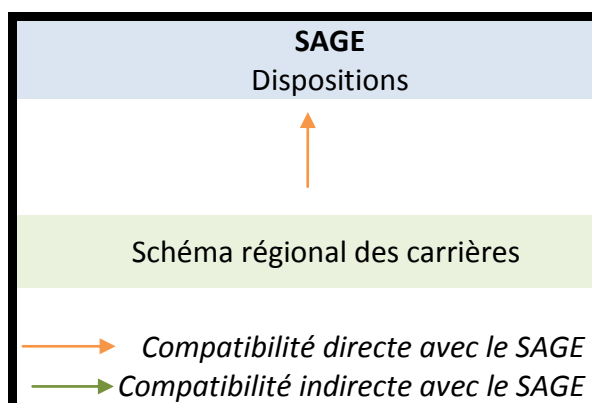 SAGE
Dispositions
Schéma régional des carrières
Compatibilité directe avec le SAGE
Compatibilité indirecte avec le SAGE